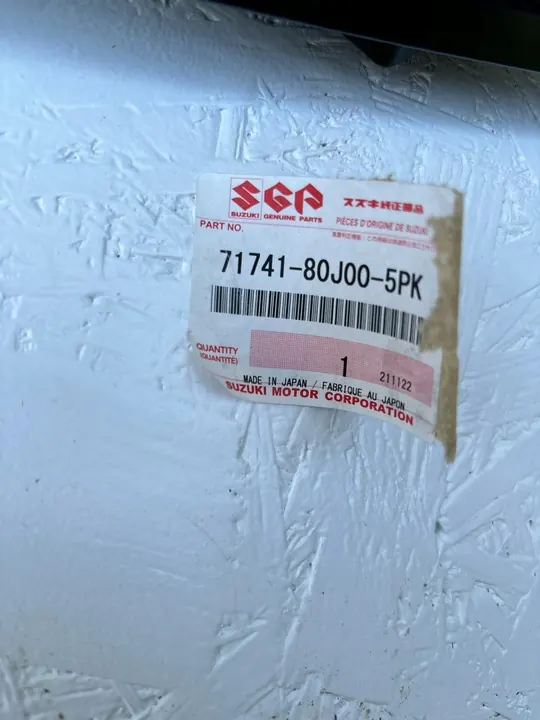 SGP スズキ純正部品
SUZUKI GENUINE PARTS PIÈCES D'ORIGINE DE SUZUKI
PART NO.
71741-80J00-5PK
QUANTITY
(QUANTITÉ)
1 211122
MADE IN JAPAN / FABRIQUE AU JAPON
SUZUKI MOTOR CORPORATION